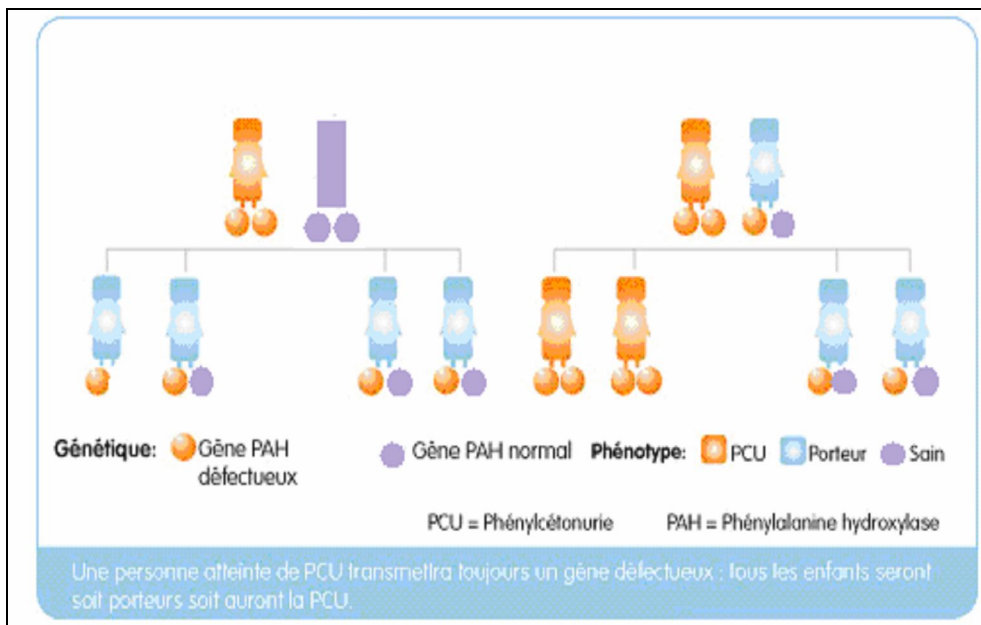 Génétique: Gène PAH défectueux Gène PAH normal Phénotype: PCU Porteur Sain
PCU = Phénylcétonurie PAH = Phénylalanine hydroxylase
Une personne atteinte de PCU transmettra toujours un gène défectueux : tous les enfants seront
soit porteurs soit auront la PCU.